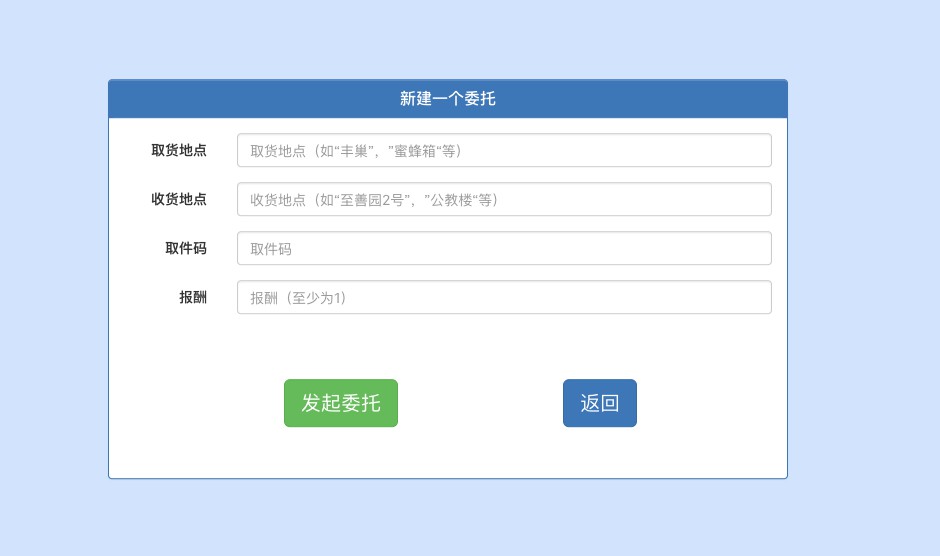 新建一个委托
取货地点 取货地点（如“丰巢”，”蜜蜂箱“等）
收货地点 收货地点（如“至善园2号”，”公教楼“等）
取件码 取件码
报酬 报酬（至少为1）
发起委托 返回